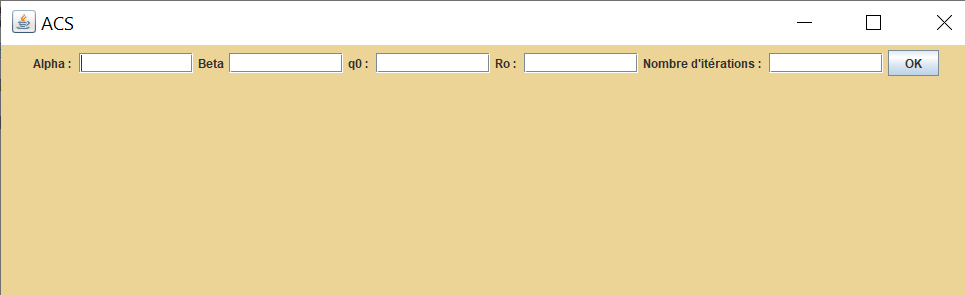 ACS
Alpha : Beta q0 : Ro : Nombre d'itérations : OK